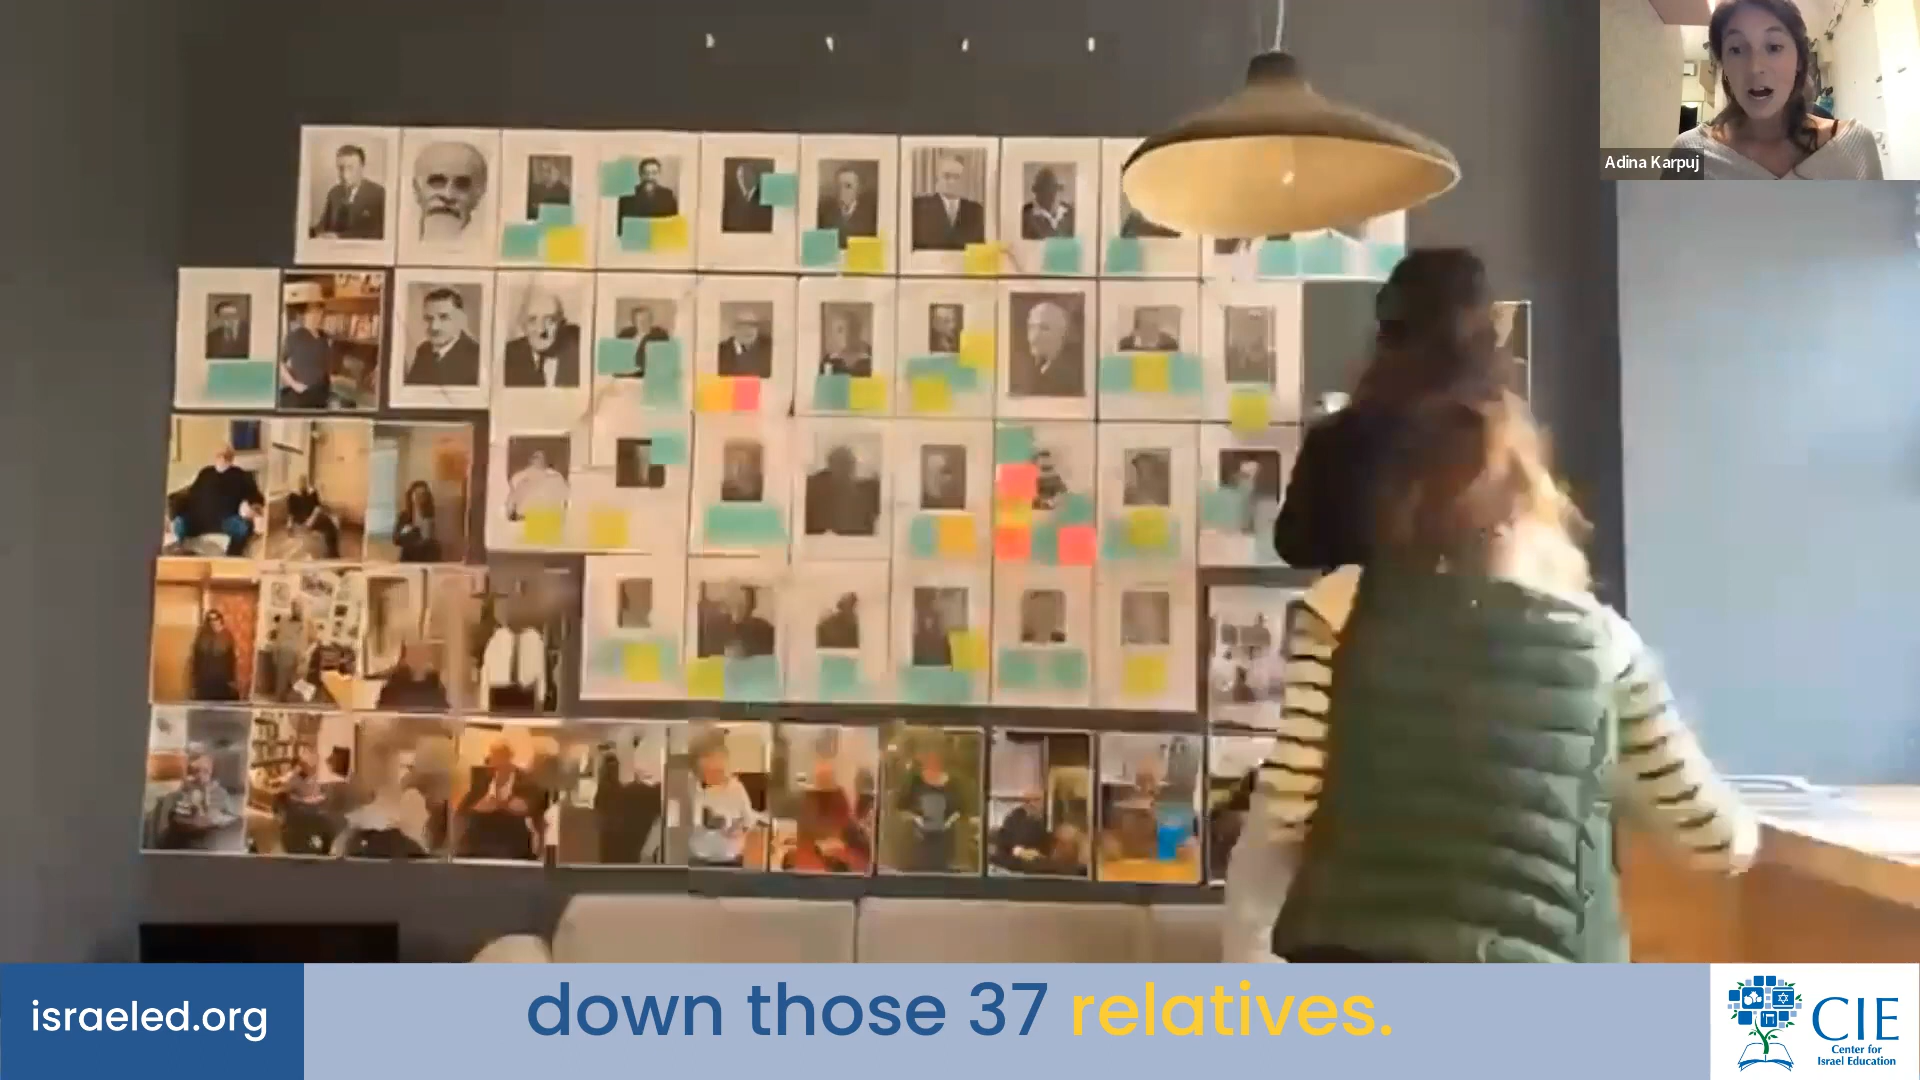 Adina Karpuj
israeled.org
down those 37 relatives.
CIE
Center for
Israel Education